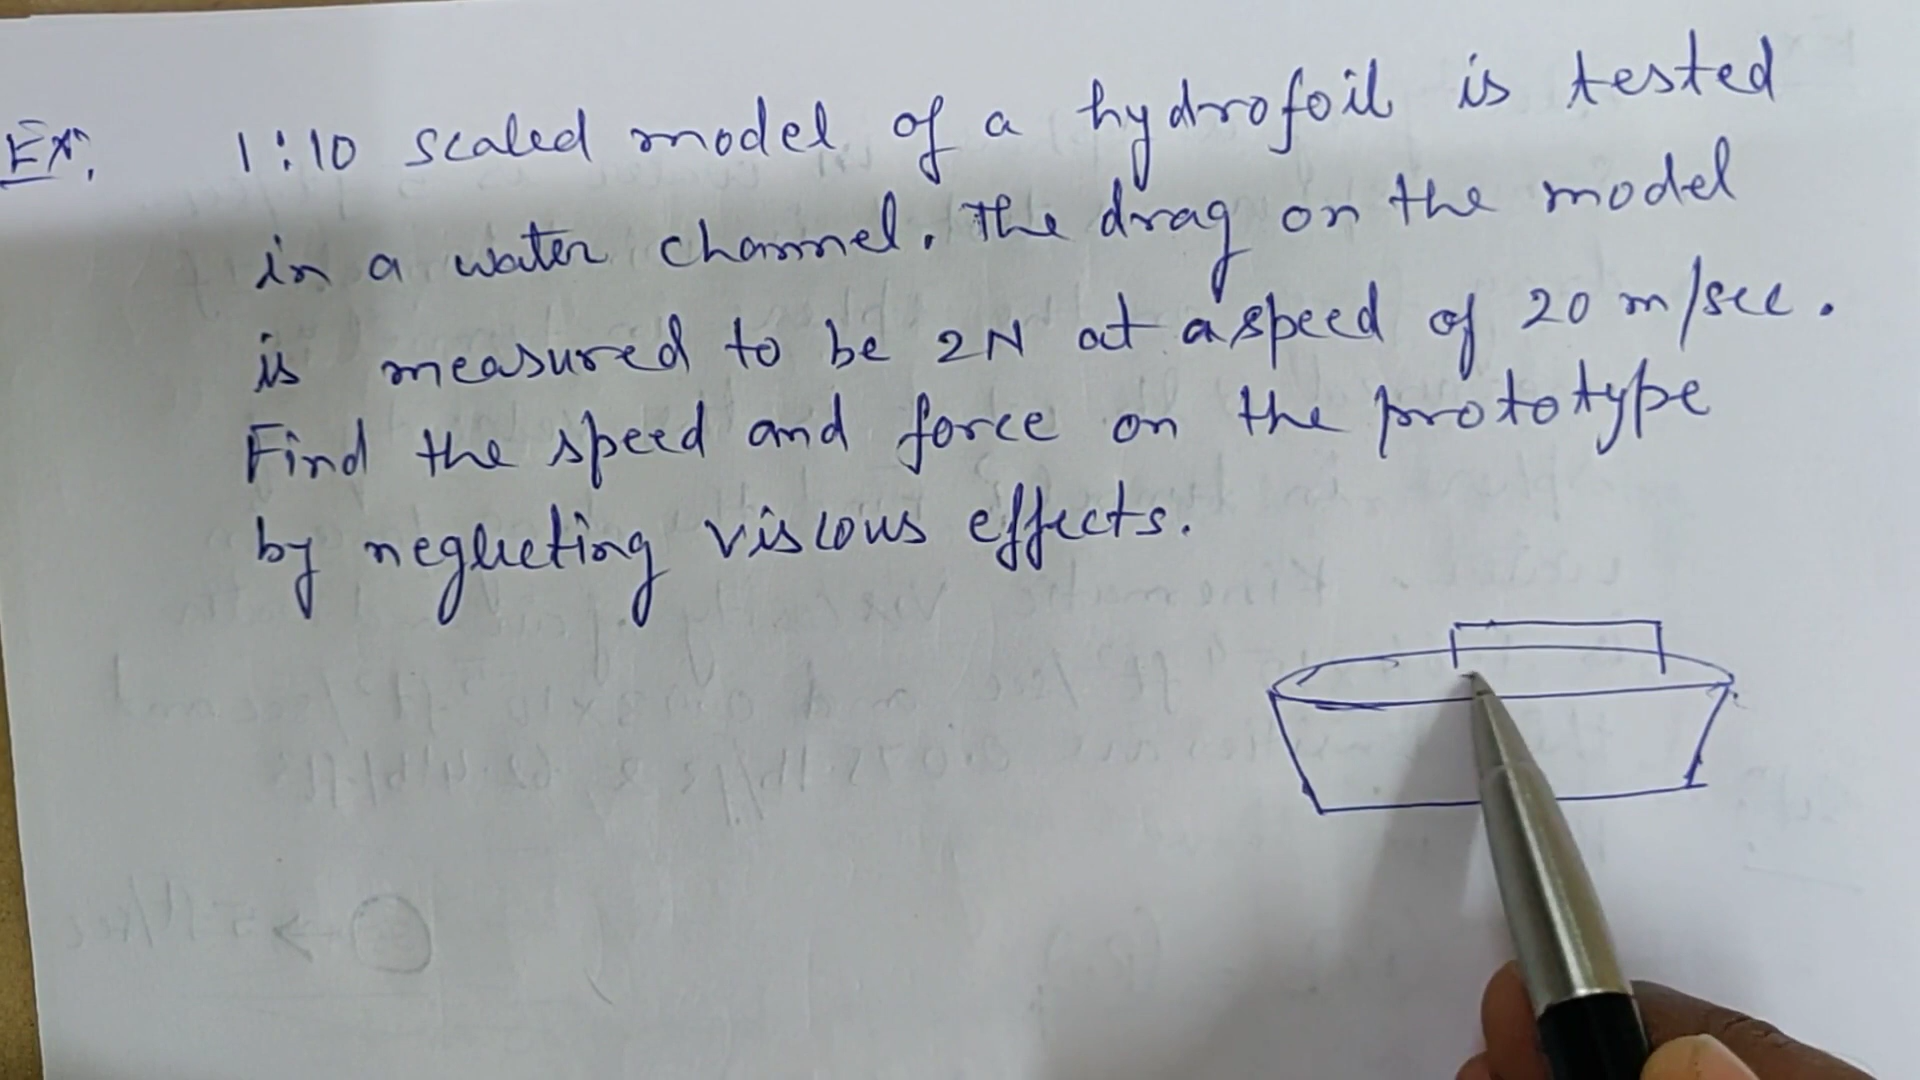 Ex. 1:10 scaled model of a hydrofoil is tested
in a water channel. The drag on the model
is measured to be 2N at a speed of 20 m/sec.
Find the speed and force on the prototype
by neglecting viscous effects.